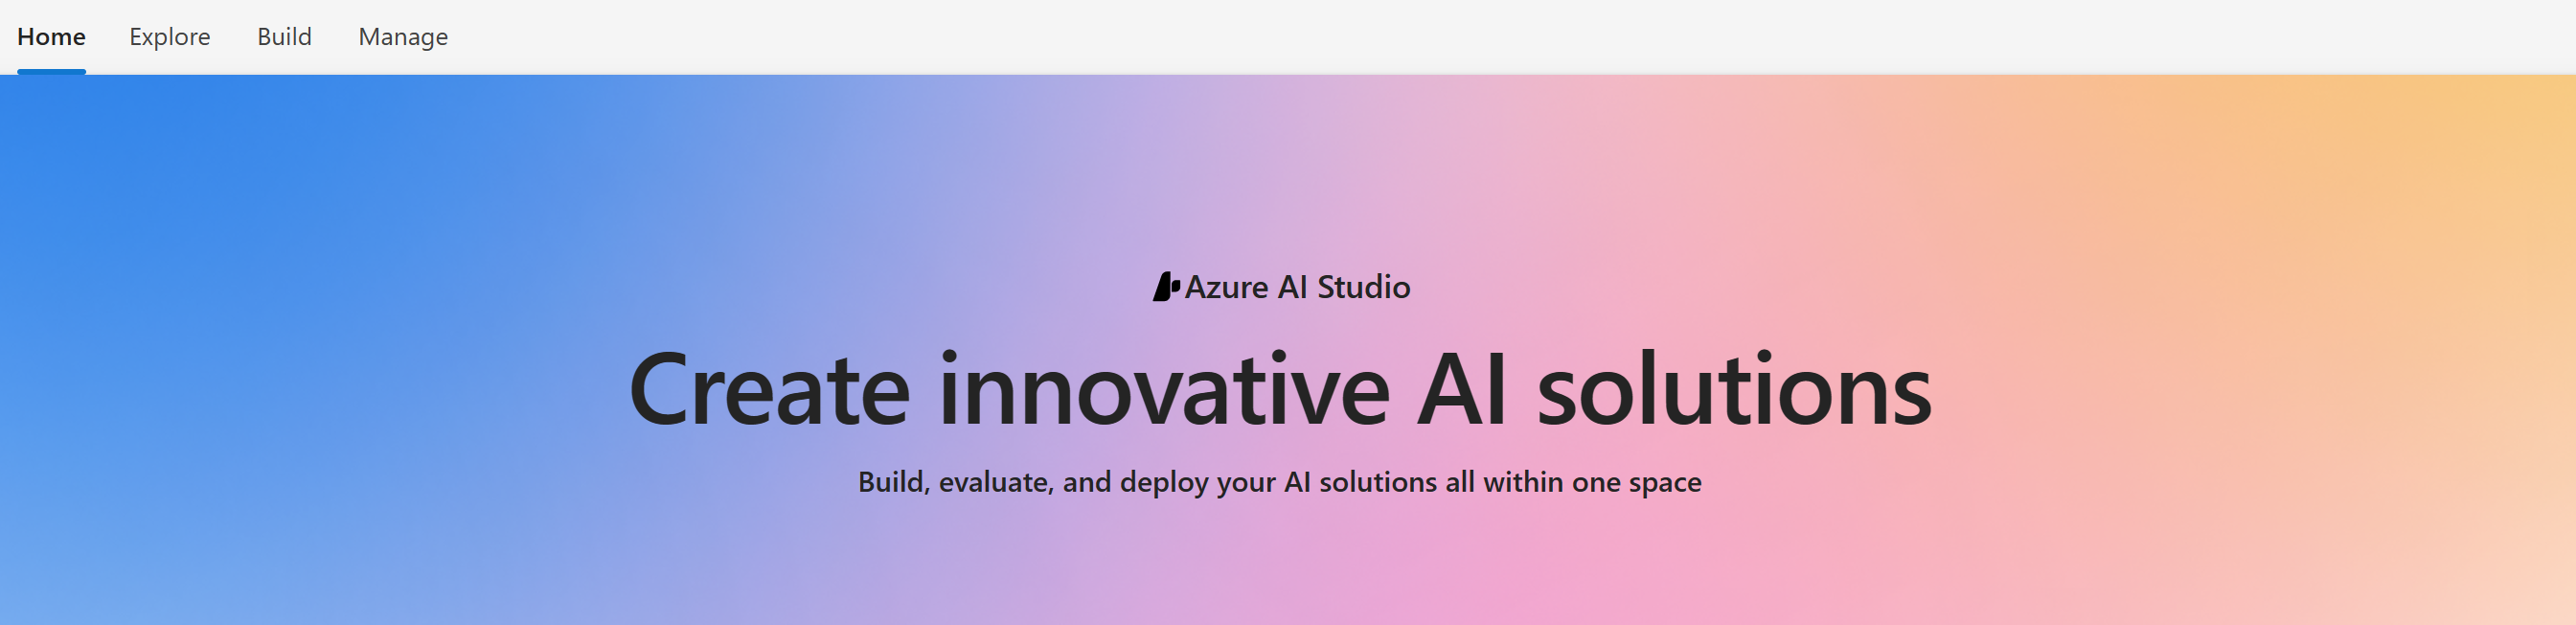 Home Explore Build Manage
Azure AI Studio
Create innovative AI solutions
Build, evaluate, and deploy your AI solutions all within one space